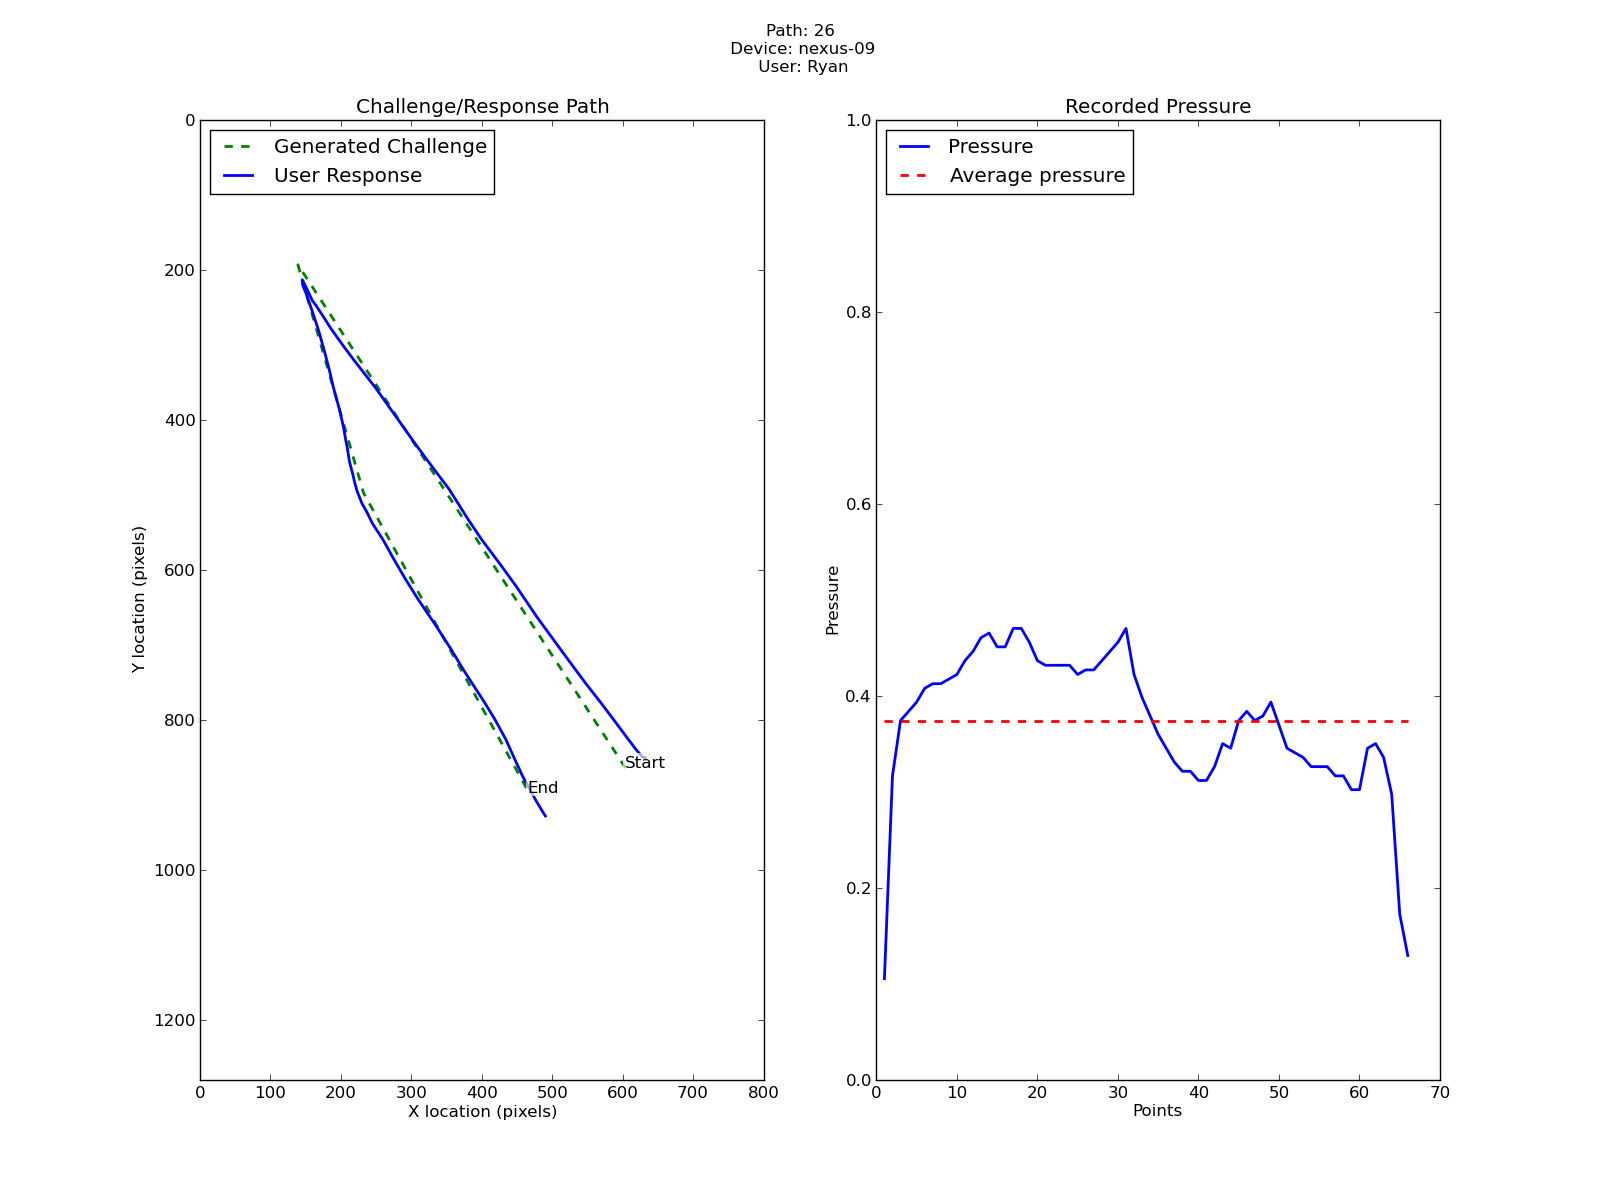 Path: 26
Device: nexus-09
User: Ryan
Challenge/Response Path
Generated Challenge
User Response
0
200
400
600
800
1000
1200
Y location (pixels)
Start
End
0 100 200 300 400 500 600 700 800
X location (pixels)
Recorded Pressure
Pressure
Average pressure
1.0
0.8
0.6
0.4
0.2
0.0
Pressure
0 10 20 30 40 50 60 70
Points